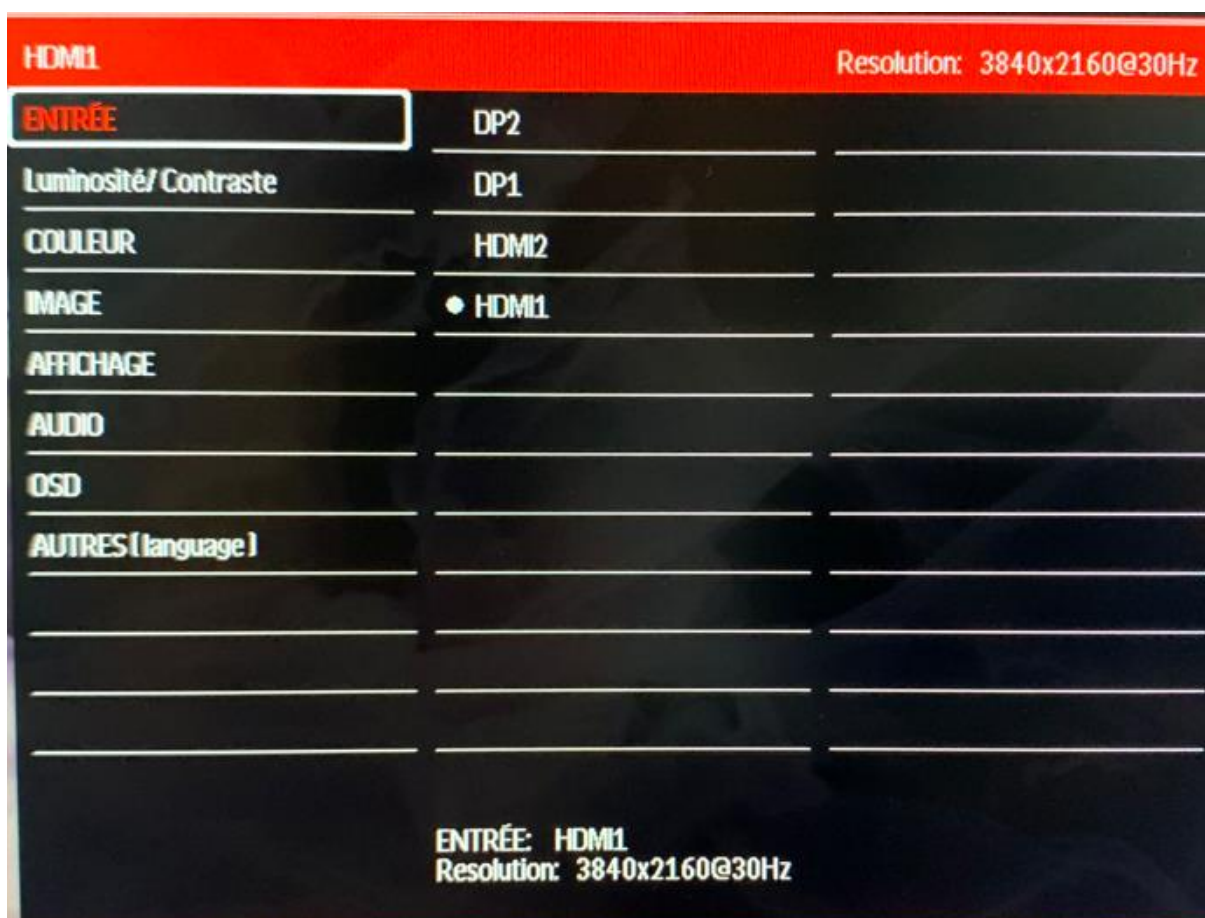 HDMI1 Resolution: 3840x2160@30Hz
ENTRÉE DP2
Luminosité/Contraste DP1
COULEUR HDMI2
IMAGE HDMI1
AFFICHAGE
AUDIO
OSD
AUTRES(language)
ENTRÉE: HDMI1
Resolution: 3840x2160@30Hz